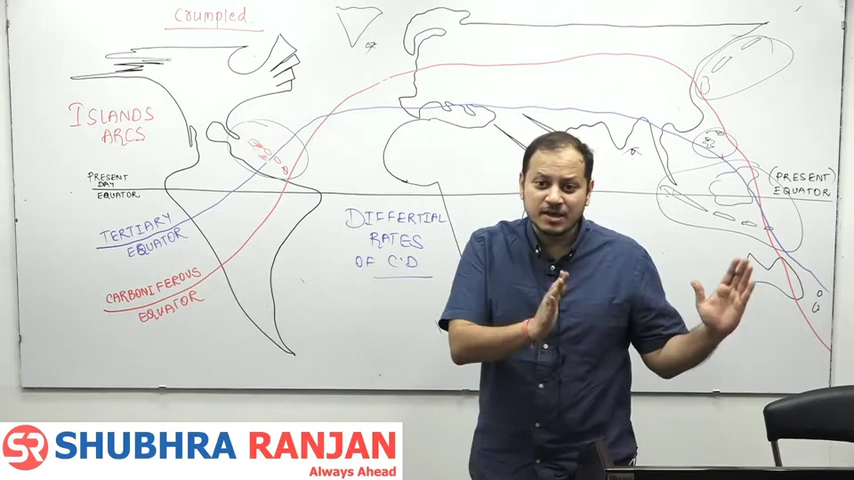 Crumpled
ISLANDS
ARCS
PRESENT
DAY
EQUATOR
TERTIARY
EQUATOR
CARBONIFEROUS
EQUATOR
DIFFERTIAL
RATES
OF C'D
(PRESENT)
EQUATOR
SR SHUBHRA RANJAN
Always Ahead